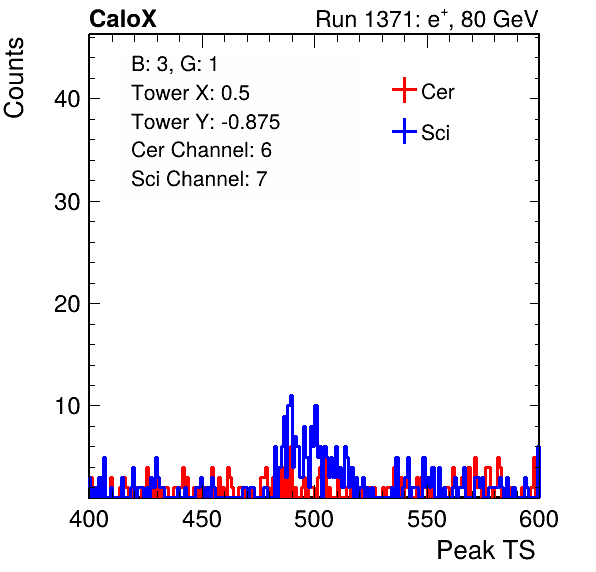 CaloX
Run 1371: e+, 80 GeV
Counts
B: 3, G: 1
Tower X: 0.5
Tower Y: -0.875
Cer Channel: 6
Sci Channel: 7
Cer
Sci
40
30
20
10
400 450 500 550 600
Peak TS